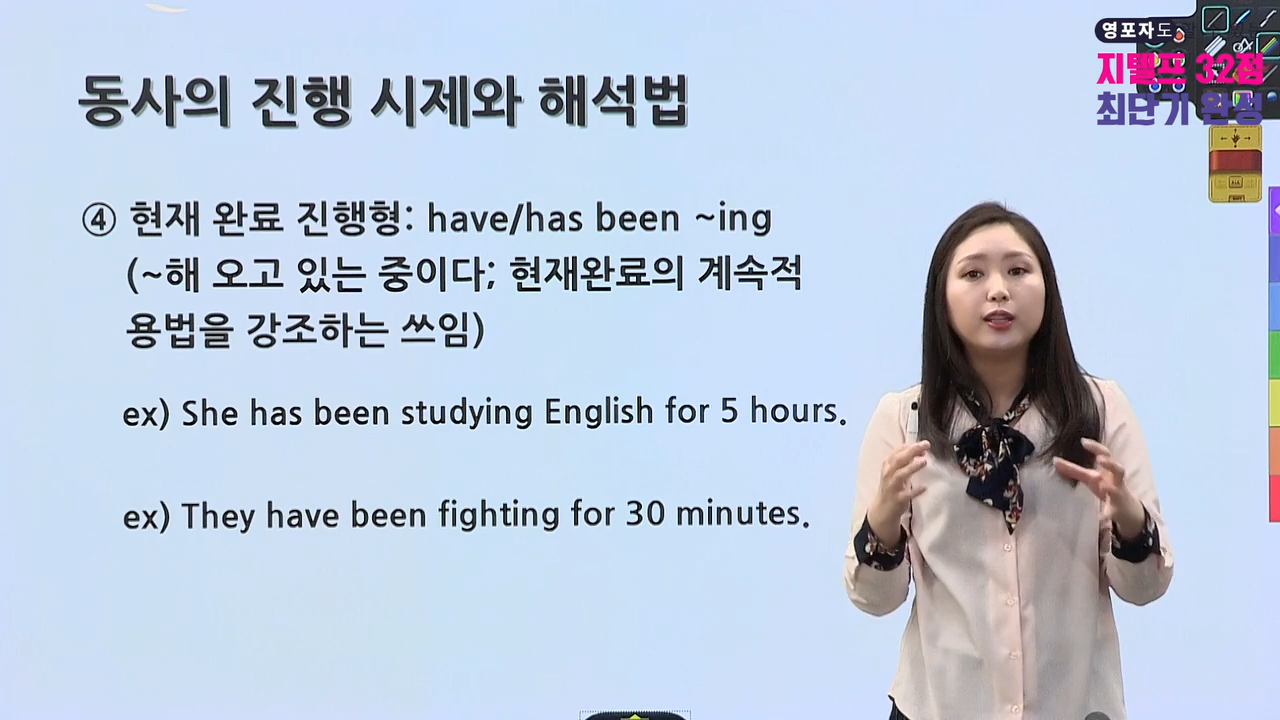 영포자도
지텔프 32점
최단기 완성
동사의 진행 시제와 해석법
④ 현재 완료 진행형: have/has been ~ing
(~해 오고 있는 중이다; 현재완료의 계속적
용법을 강조하는 쓰임)
ex) She has been studying English for 5 hours.
ex) They have been fighting for 30 minutes.